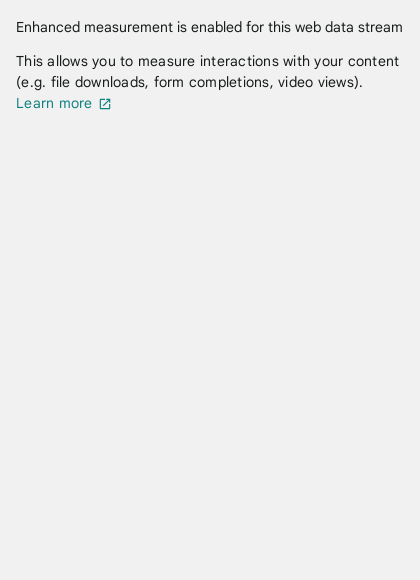 Enhanced measurement is enabled for this web data stream
This allows you to measure interactions with your content
(e.g. file downloads, form completions, video views).
Learn more